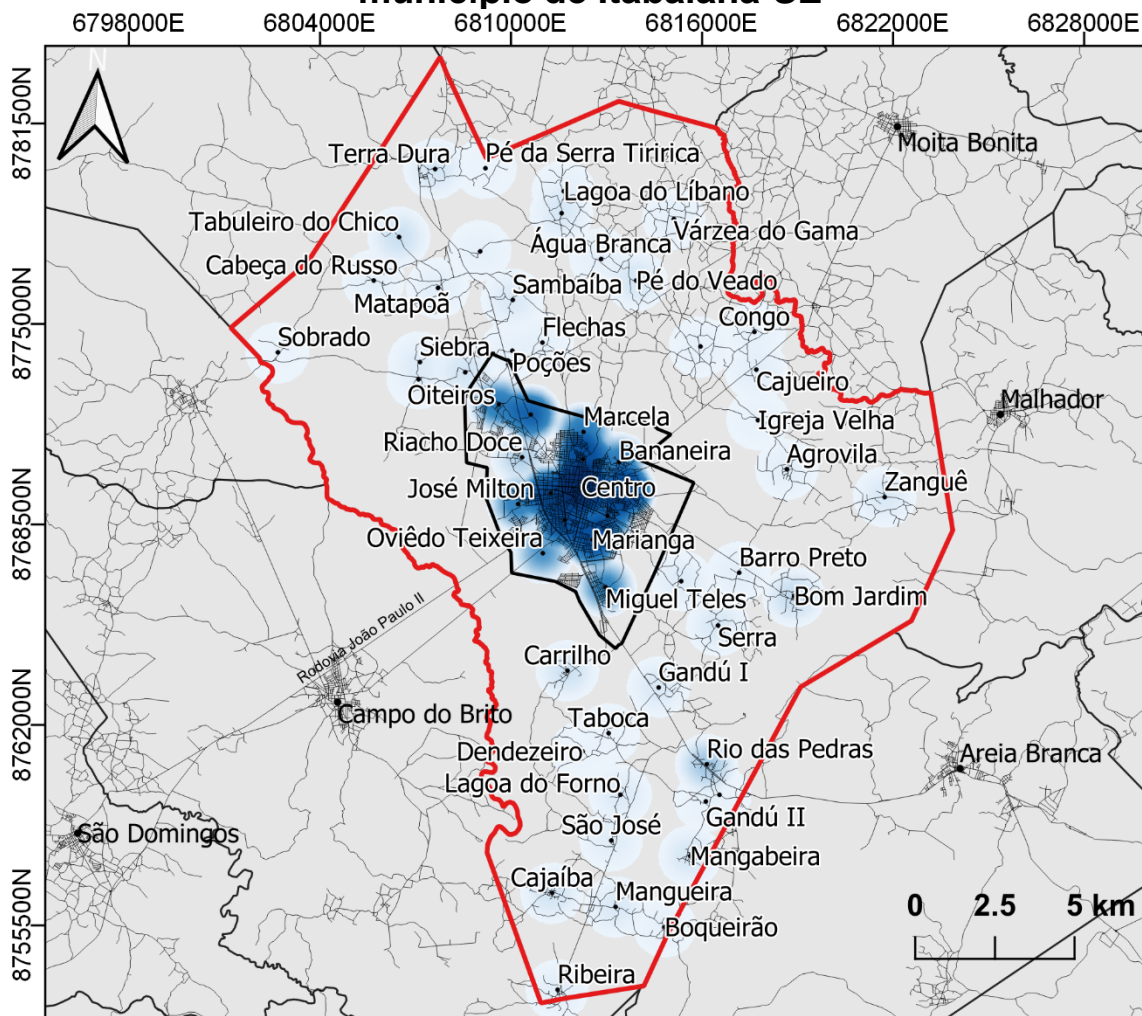 município de Itabaiana-SE
6798000E 6804000E 6810000E 6816000E 6822000E 6828000E
N
8781500N
8775000N
8768500N
8762000N
8755500N
Moita Bonita
Terra Dura
Pé da Serra Tiririca
Lagoa do Líbano
Tabuleiro do Chico
Várzea do Gama
Água Branca
Cabeça do Russo
Sambaíba
Pé do Veado
Matapoã
Congo
Flechas
Sobrado
Siebra
Poções
Cajueiro
Oiteiros
Malhador
Marcela
Igreja Velha
Riacho Doce
Bananeira
Agrovila
José Milton
Centro
Zanguê
Oviêdo Teixeira
Marianga
Barro Preto
Miguel Teles
Bom Jardim
Rodovia João Paulo II
Serra
Carrilho
Gandú I
Campo do Brito
Taboca
Dendezeiro
Rio das Pedras
Areia Branca
Lagoa do Forno
Gandú II
São José
São Domingos
Mangabeira
Cajaíba
Mangueira
Boqueirão
0 2.5 5 km
Ribeira